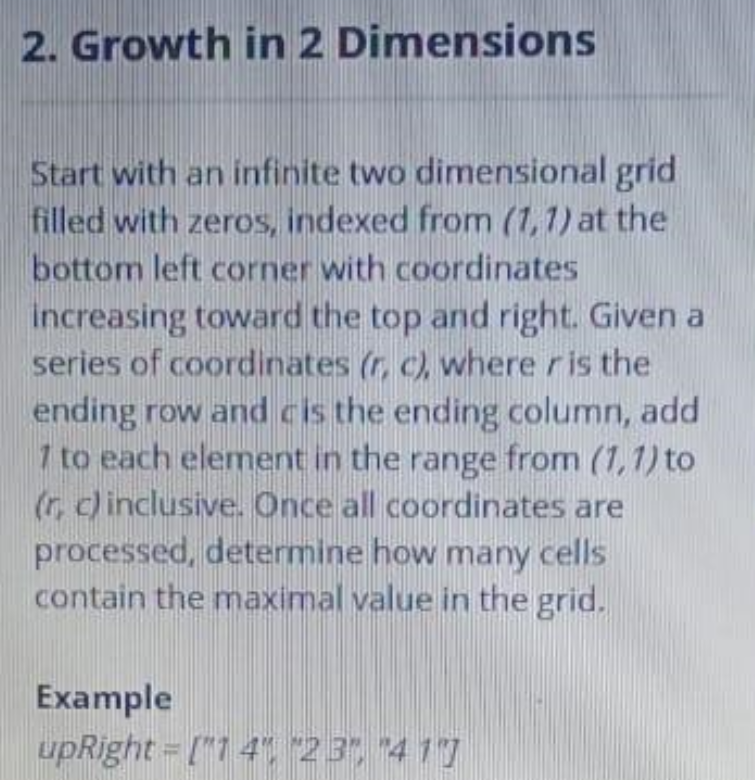 2. Growth in 2 Dimensions
Start with an infinite two dimensional grid
filled with zeros, indexed from (1,1) at the
bottom left corner with coordinates
increasing toward the top and right. Given a
series of coordinates (r, c), where r is the
ending row and c is the ending column, add
1 to each element in the range from (1,1) to
(r, c) inclusive. Once all coordinates are
processed, determine how many cells
contain the maximal value in the grid.
Example
upRight = ["1 4", "2 3", "4 1"]